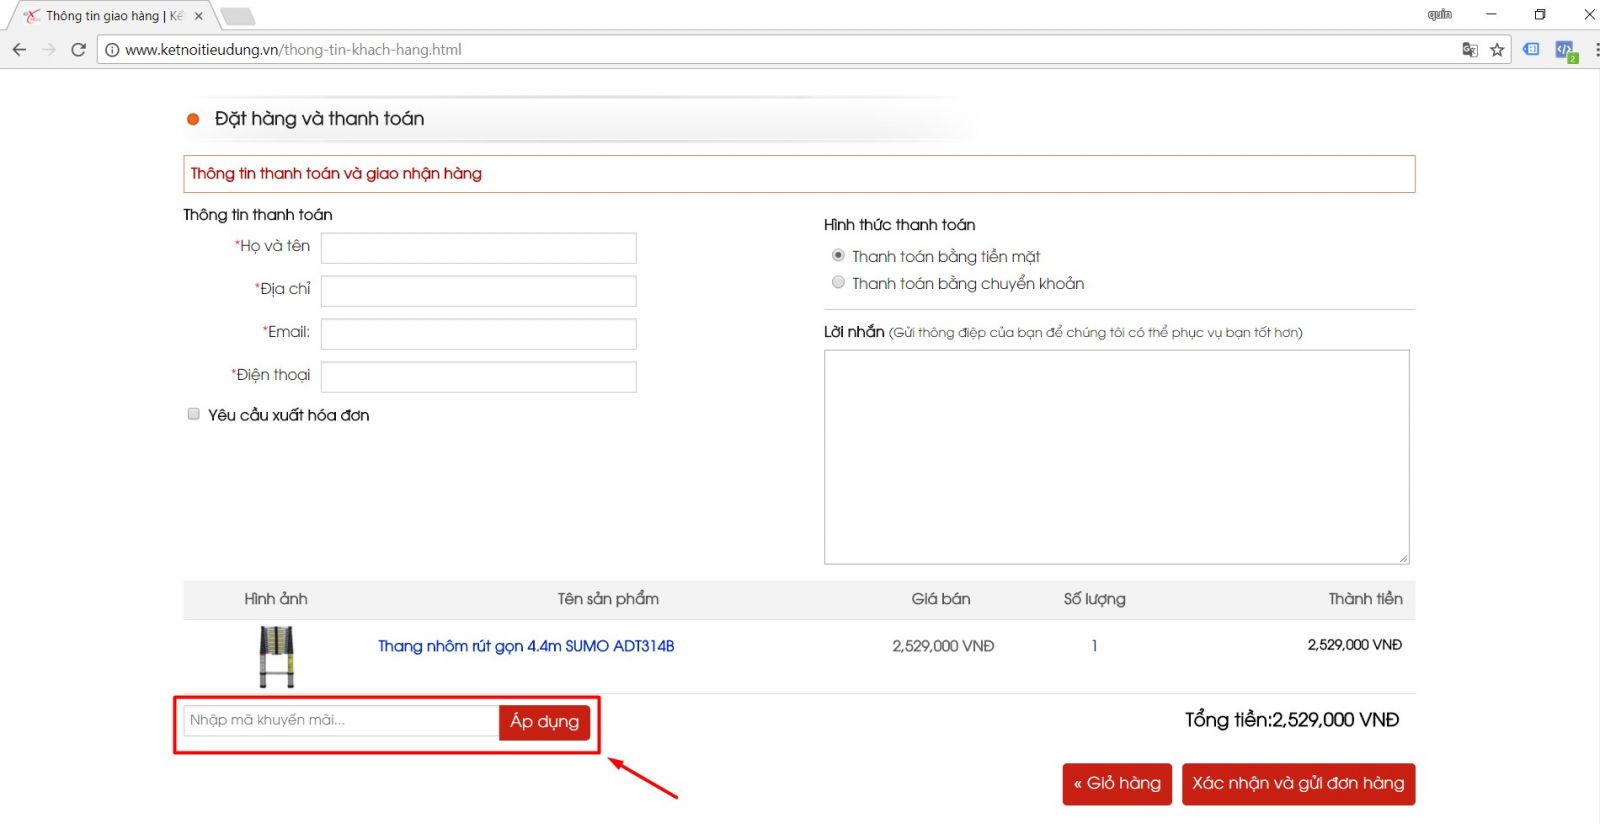 Thông tin giao hàng | Kế
quin
www.ketnoitieudung.vn/thong-tin-khach-hang.html
2
Đặt hàng và thanh toán
Thông tin thanh toán và giao nhận hàng
Thông tin thanh toán
*Họ và tên
*Địa chỉ
*Email:
*Điện thoại
Yêu cầu xuất hóa đơn
Hình thức thanh toán
Thanh toán bằng tiền mặt
Thanh toán bằng chuyển khoản
Lời nhắn (Gửi thông điệp của bạn để chúng tôi có thể phục vụ bạn tốt hơn)
Hình ảnh Tên sản phẩm Giá bán Số lượng Thành tiền
Thang nhôm rút gọn 4.4m SUMO ADT314B 2,529,000 VNĐ 1 2,529,000 VNĐ
Nhập mã khuyến mãi... Áp dụng
Tổng tiền:2,529,000 VNĐ
« Giỏ hàng Xác nhận và gửi đơn hàng